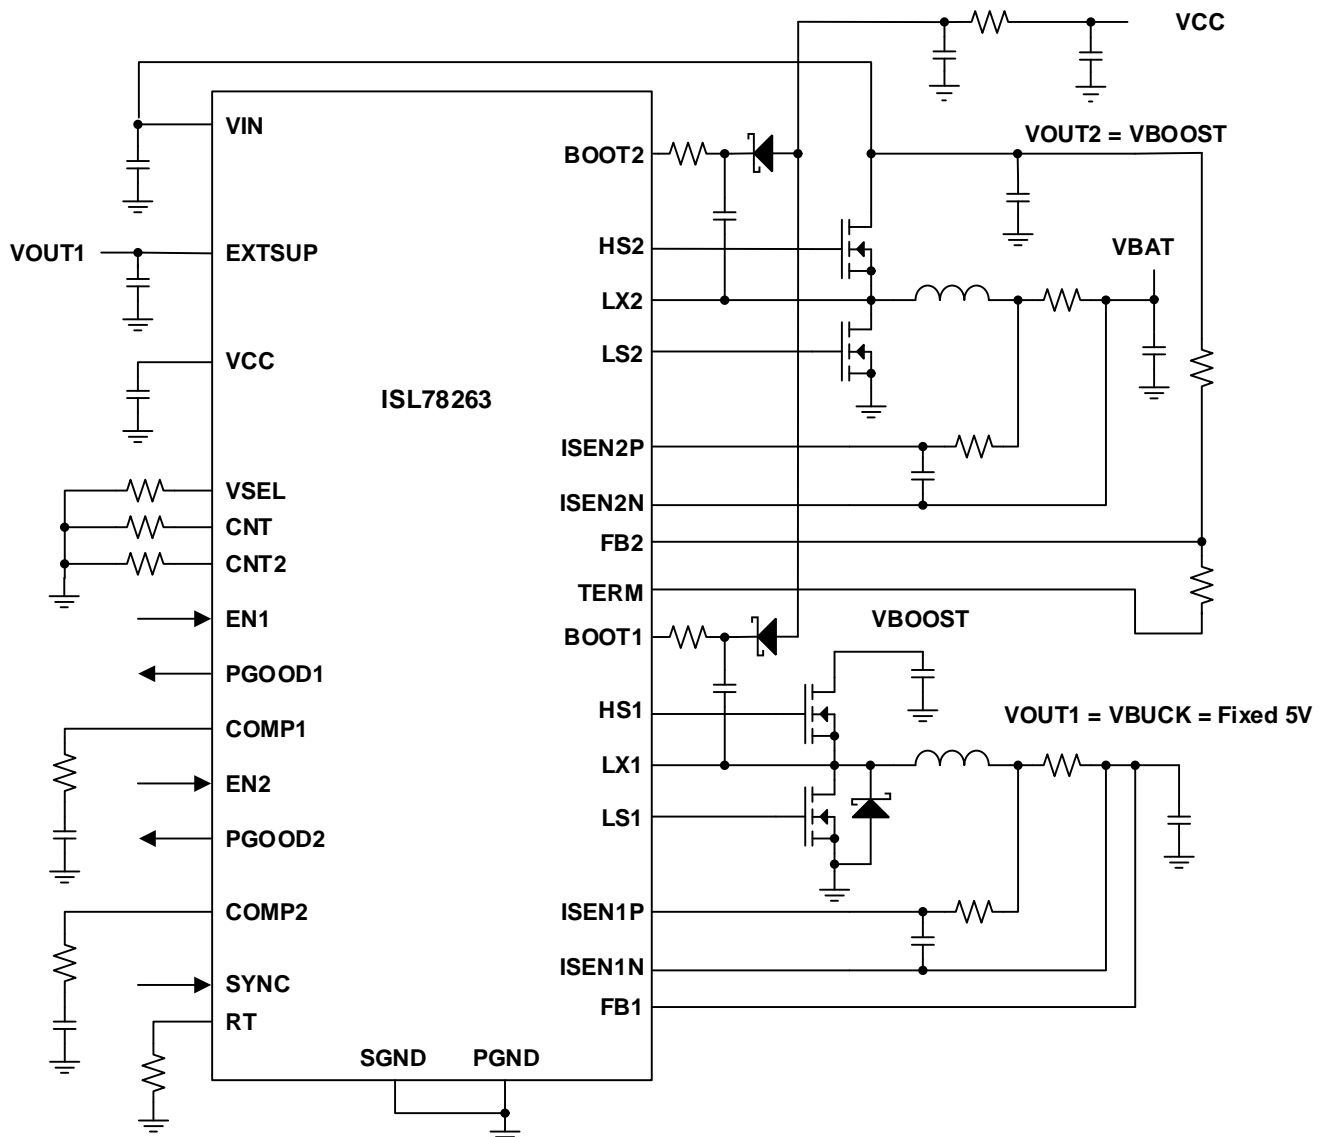 VCC
VIN
BOOT2
VOUT2 = VBOOST
VOUT1
EXTSUP
HS2
VBAT
LX2
VCC
LS2
ISL78263
ISEN2P
VSEL
ISEN2N
CNT
FB2
CNT2
TERM
EN1
BOOT1
VBOOST
PGOOD1
HS1
VOUT1 = VBUCK = Fixed 5V
COMP1
LX1
EN2
LS1
PGOOD2
COMP2
ISEN1P
ISEN1N
SYNC
FB1
RT
SGND
PGND